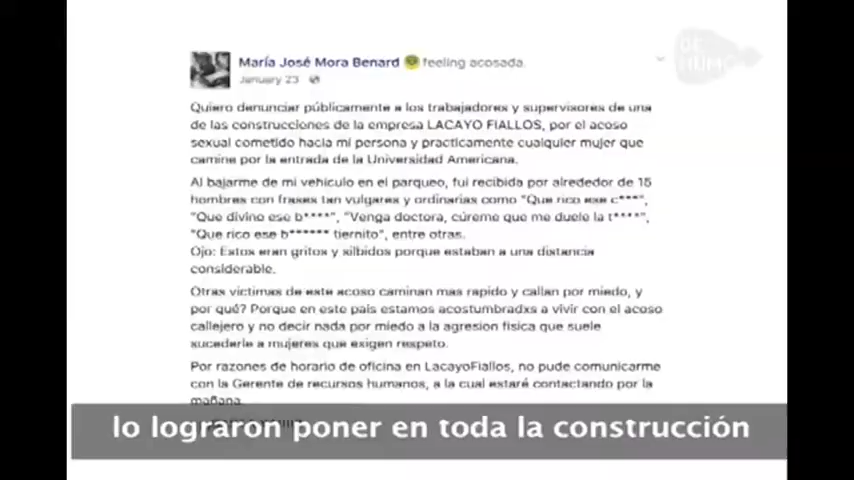 María José Mora Benard feeling acosada.
January 23
DE HUMO
Quiero denunciar públicamente a los trabajadores y supervisores de una
de las construcciones de la empresa LACAYO FIALLOS, por el acoso
sexual cometido hacia mi persona y practicamente cualquier mujer que
camine por la entrada de la Universidad Americana.
Al bajarme de mi vehículo en el parqueo, fui recibida por alrededor de 15
hombres con frases tan vulgares y ordinarias como "Que rico ese c***",
"Que divino ese b****", "Venga doctora, cúreme que me duele la t****",
"Que rico ese b****** tiernito", entre otras.
Ojo: Estos eran gritos y silbidos porque estaban a una distancia
considerable.
Otras victimas de este acoso caminan mas rapido y callan por miedo, y
por qué? Porque en este pais estamos acostumbradxs a vivir con el acoso
callejero y no decir nada por miedo a la agresion fisica que suele
sucederle a mujeres que exigen respeto.
Por razones de horario de oficina en LacayoFiallos, no pude comunicarme
con la Gerente de recursos humanos, a la cual estaré contactando por la
mañana.
lo lograron poner en toda la construcción